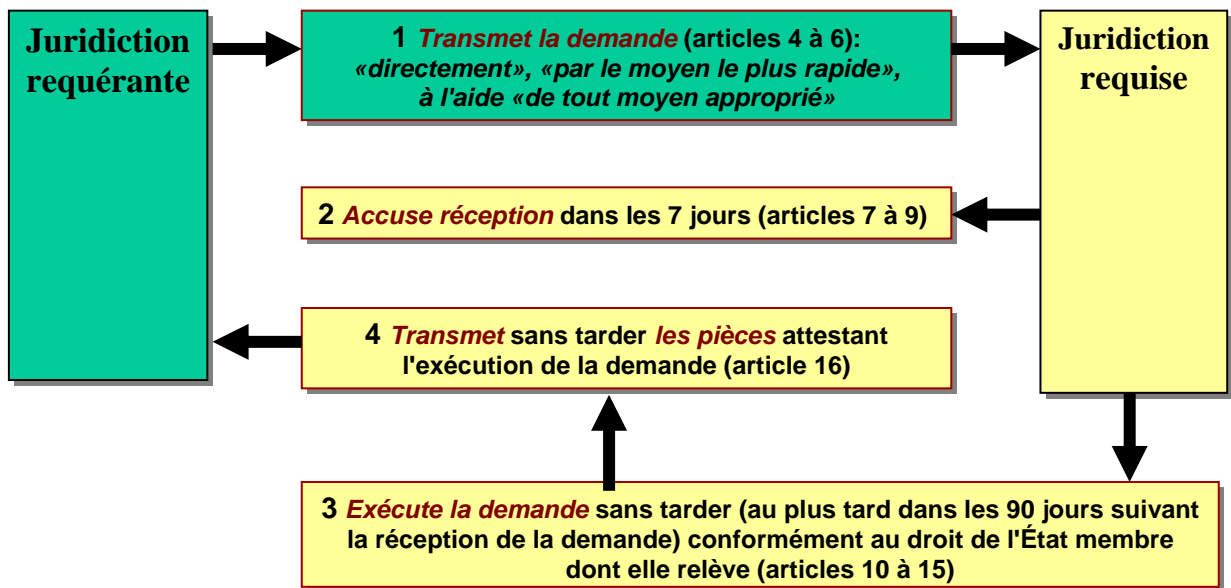 Juridiction
requérante
1 Transmet la demande (articles 4 à 6):
«directement», «par le moyen le plus rapide»,
à l'aide «de tout moyen approprié»
Juridiction
requise
2 Accuse réception dans les 7 jours (articles 7 à 9)
4 Transmet sans tarder les pièces attestant
l'exécution de la demande (article 16)
3 Exécute la demande sans tarder (au plus tard dans les 90 jours suivant
la réception de la demande) conformément au droit de l'État membre
dont elle relève (articles 10 à 15)